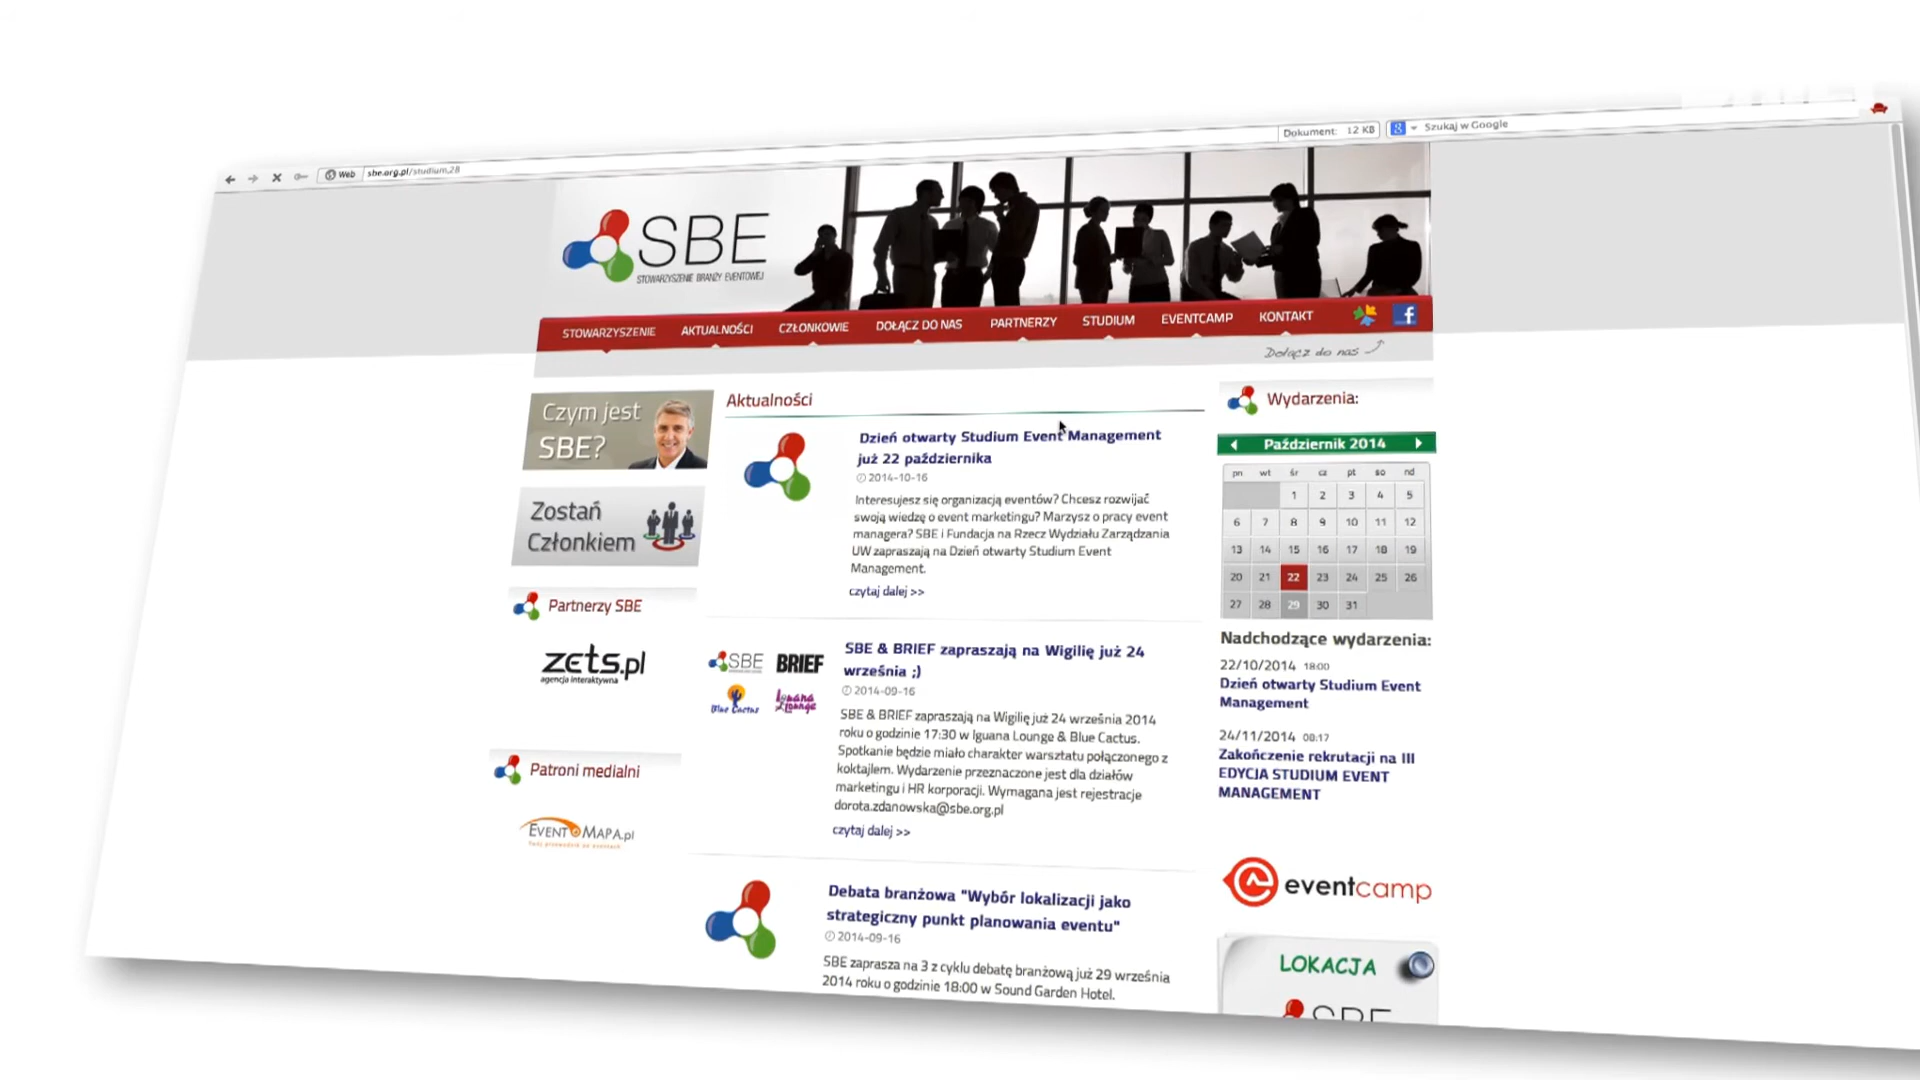 Web
sbe.org.pl/studium,28
Dokument: 12 KB
Szukaj w Google
SBE
STOWARZYSZENIE BRANŻY EVENTOWEJ
STOWARZYSZENIE AKTUALNOŚCI CZŁONKOWIE DOŁĄCZ DO NAS PARTNERZY STUDIUM EVENTCAMP KONTAKT
Dołącz do nas
Czym jest
SBE?
Zostań
Członkiem
Partnerzy SBE
zets.pl
agencja interaktywna
Patroni medialni
EVENTMAPA.pl
Twój przewodnik po eventach
Aktualności
Dzień otwarty Studium Event Management
już 22 października
2014-10-16
Interesujesz się organizacją eventów? Chcesz rozwijać
swoją wiedzę o event marketingu? Marzysz o pracy event
managera? SBE i Fundacja na Rzecz Wydziału Zarządzania
UW zapraszają na Dzień otwarty Studium Event
Management.
czytaj dalej >>
SBE BRIEF
Blue Cactus Iguana Lounge
SBE & BRIEF zapraszają na Wigilię już 24
września ;)
2014-09-16
SBE & BRIEF zapraszają na Wigilię już 24 września 2014
roku o godzinie 17:30 w Iguana Lounge & Blue Cactus.
Spotkanie będzie miało charakter warsztatu połączonego z
koktajlem. Wydarzenie przeznaczone jest dla działów
marketingu i HR korporacji. Wymagana jest rejestracje
dorota.zdanowska@sbe.org.pl
czytaj dalej >>
Debata branżowa "Wybór lokalizacji jako
strategiczny punkt planowania eventu"
2014-09-16
SBE zaprasza na 3 z cyklu debatę branżową już 29 września
2014 roku o godzinie 18:00 w Sound Garden Hotel.
Wydarzenia:
Październik 2014
pn wt śr cz pt so nd
1 2 3 4 5
6 7 8 9 10 11 12
13 14 15 16 17 18 19
20 21 22 23 24 25 26
27 28 29 30 31
Nadchodzące wydarzenia:
22/10/2014 18:00
Dzień otwarty Studium Event
Management
24/11/2014 08:17
Zakończenie rekrutacji na III
EDYCJA STUDIUM EVENT
MANAGEMENT
eventcamp
LOKACJA
SBE